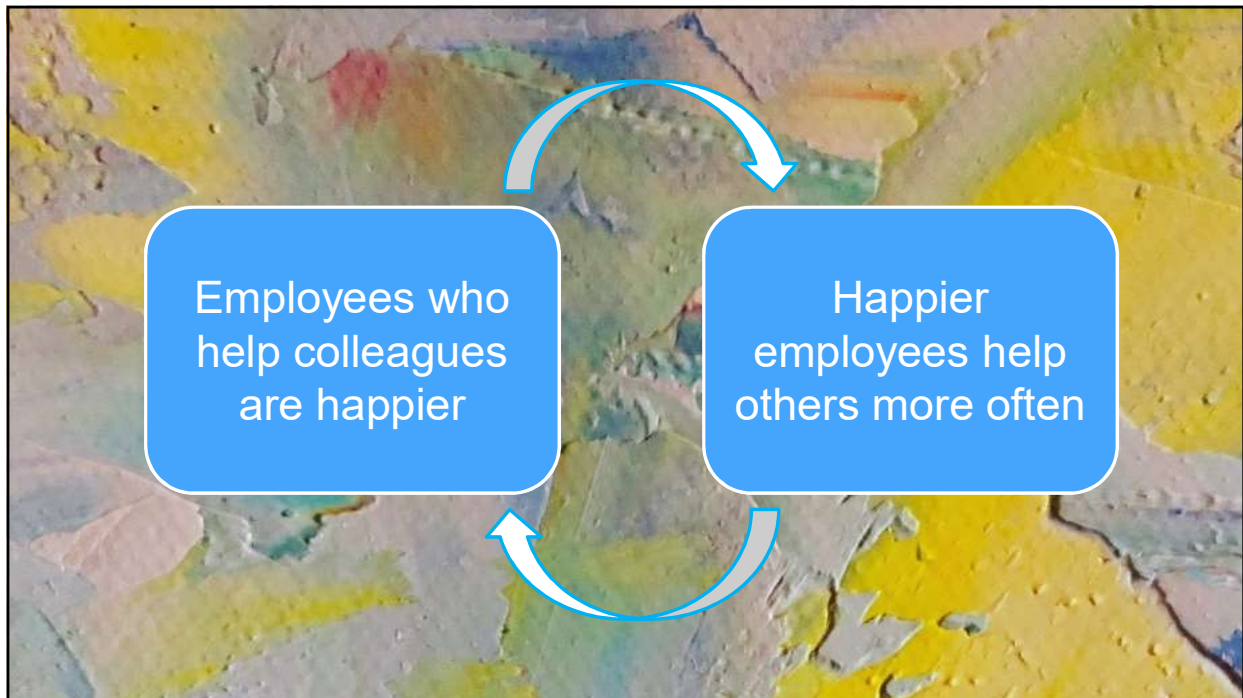 Employees who
help colleagues
are happier
Happier
employees help
others more often